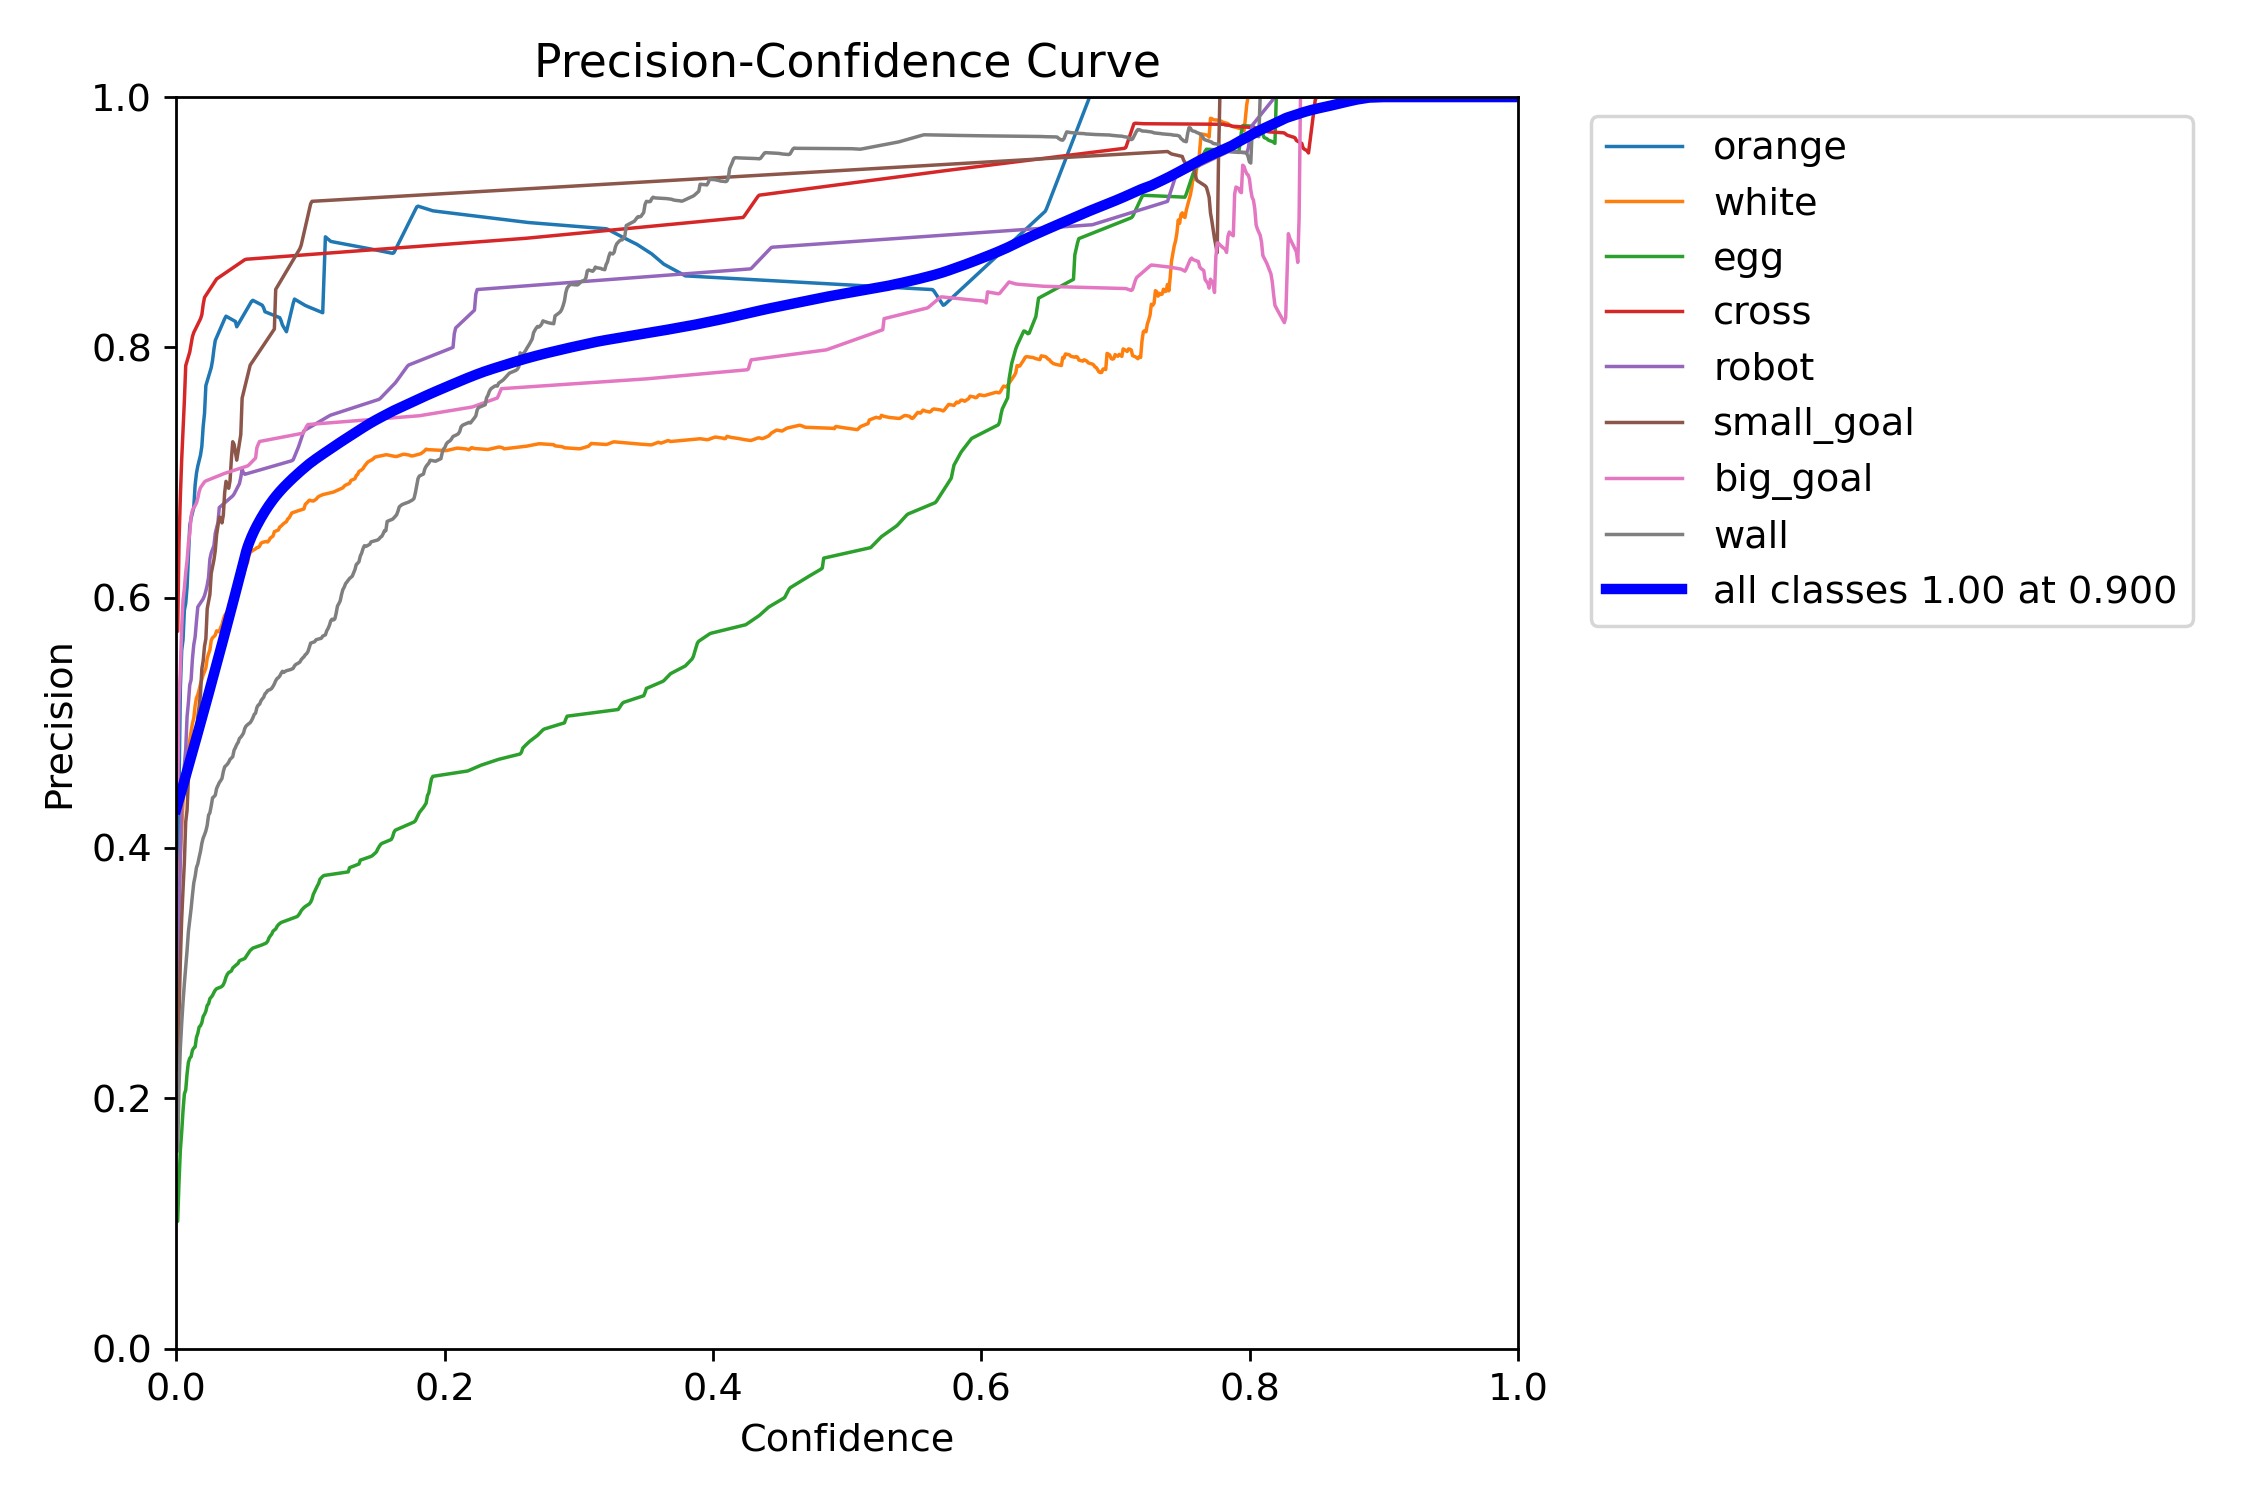 Precision-Confidence Curve
1.0
0.8
0.6
0.4
0.2
0.0
Precision
0.0 0.2 0.4 0.6 0.8 1.0
Confidence
orange
white
egg
cross
robot
small_goal
big_goal
wall
all classes 1.00 at 0.900